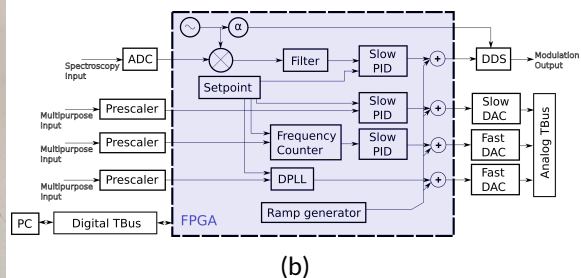 α
Spectroscopy
Input
ADC
Filter
Slow
PID
+
DDS
Modulation
Output
Setpoint
Multipurpose
Input
Prescaler
Slow
PID
+
Slow
DAC
Multipurpose
Input
Prescaler
Frequency
Counter
Slow
PID
+
Fast
DAC
Multipurpose
Input
Prescaler
DPLL
+
Fast
DAC
Analog TBus
Ramp generator
PC
Digital TBus
FPGA
(b)